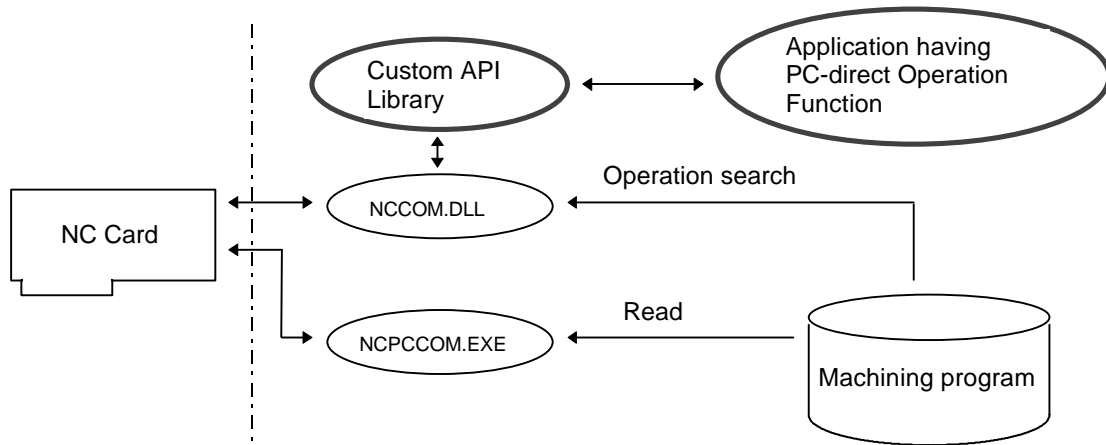 Custom API
Library
Application having
PC-direct Operation
Function
Operation search
NCCOM.DLL
NC Card
Read
NCPCCOM.EXE
Machining program